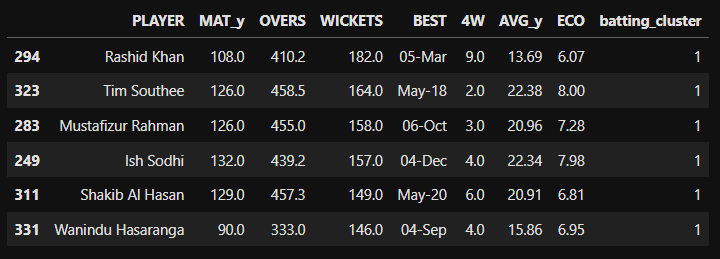 PLAYER MAT_y OVERS WICKETS BEST 4W AVG_y ECO batting_cluster
294 Rashid Khan 108.0 410.2 182.0 05-Mar 9.0 13.69 6.07 1
323 Tim Southee 126.0 458.5 164.0 May-18 2.0 22.38 8.00 1
283 Mustafizur Rahman 126.0 455.0 158.0 06-Oct 3.0 20.96 7.28 1
249 Ish Sodhi 132.0 439.2 157.0 04-Dec 4.0 22.34 7.98 1
311 Shakib Al Hasan 129.0 457.3 149.0 May-20 6.0 20.91 6.81 1
331 Wanindu Hasaranga 90.0 333.0 146.0 04-Sep 4.0 15.86 6.95 1